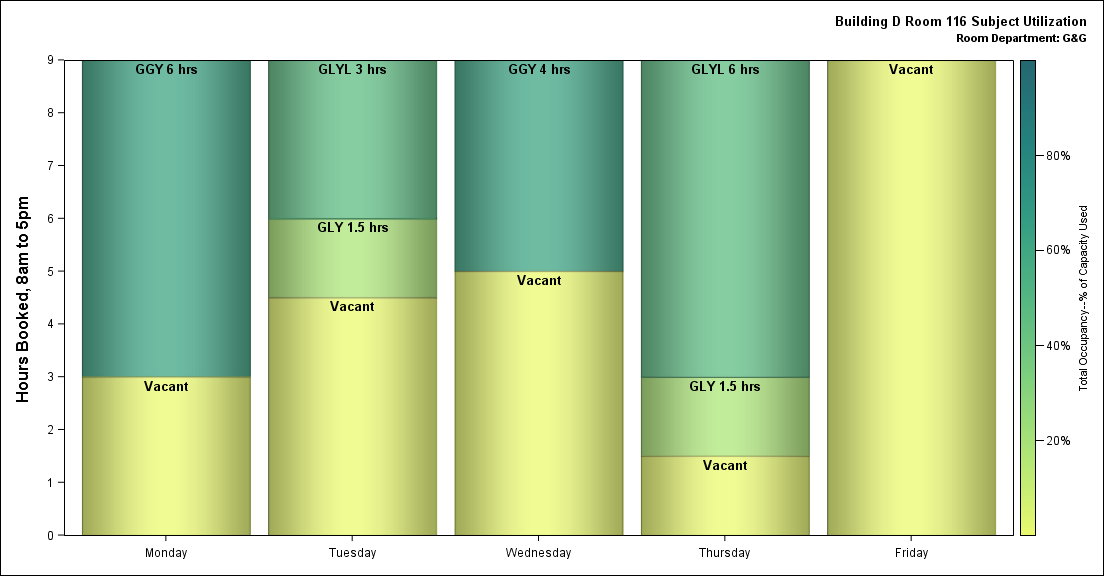 Building D Room 116 Subject Utilization
Room Department: G&G
Hours Booked, 8am to 5pm
9
8
7
6
5
4
3
2
1
0
GGY 6 hrs
Vacant
GLYL 3 hrs
GLY 1.5 hrs
Vacant
GGY 4 hrs
Vacant
GLYL 6 hrs
GLY 1.5 hrs
Vacant
Vacant
Monday
Tuesday
Wednesday
Thursday
Friday
80%
60%
40%
20%
Total Occupancy--% of Capacity Used